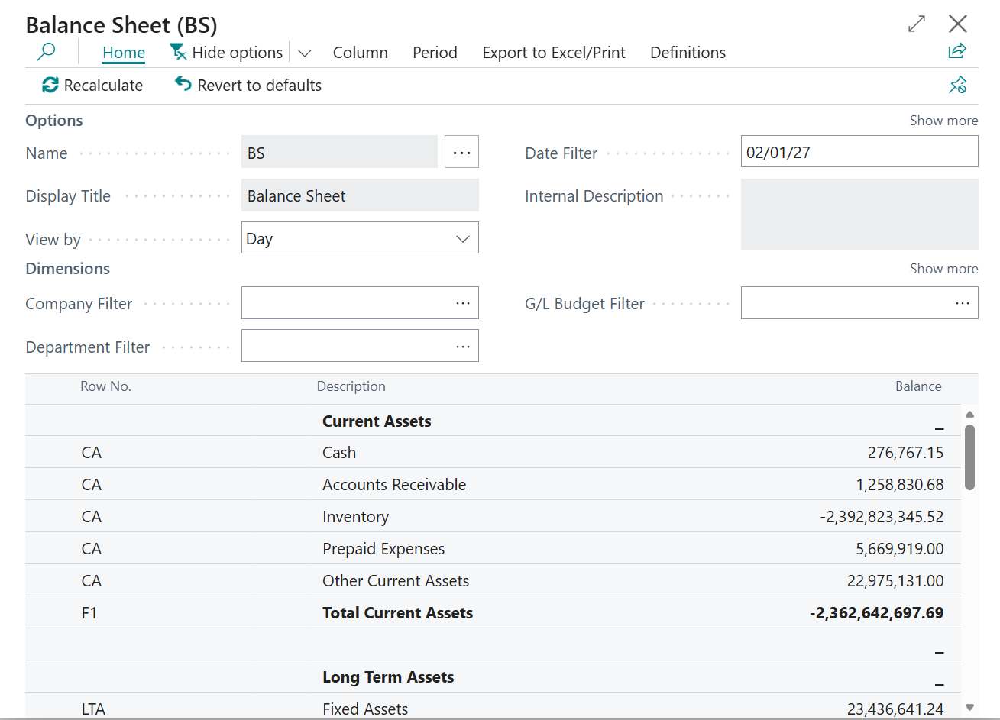 Balance Sheet (BS)
Home Hide options Column Period Export to Excel/Print Definitions
Recalculate Revert to defaults
Options Show more
Name BS ... Date Filter 02/01/27
Display Title Balance Sheet Internal Description
View by Day
Dimensions Show more
Company Filter ... G/L Budget Filter ...
Department Filter ...
Row No. Description Balance
Current Assets _
CA Cash 276,767.15
CA Accounts Receivable 1,258,830.68
CA Inventory -2,392,823,345.52
CA Prepaid Expenses 5,669,919.00
CA Other Current Assets 22,975,131.00
F1 Total Current Assets -2,362,642,697.69
_
Long Term Assets _
LTA Fixed Assets 23,436,641.24